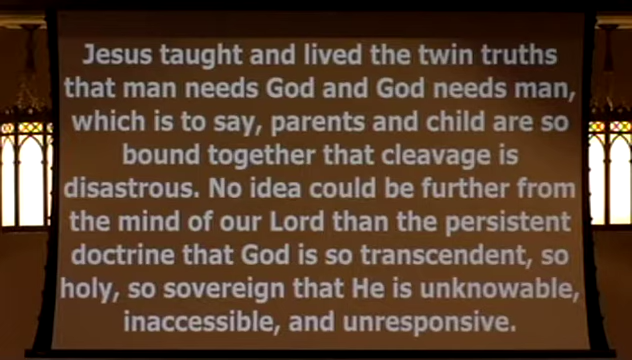 Jesus taught and lived the twin truths
that man needs God and God needs man,
which is to say, parents and child are so
bound together that cleavage is
disastrous. No idea could be further from
the mind of our Lord than the persistent
doctrine that God is so transcendent, so
holy, so sovereign that He is unknowable,
inaccessible, and unresponsive.